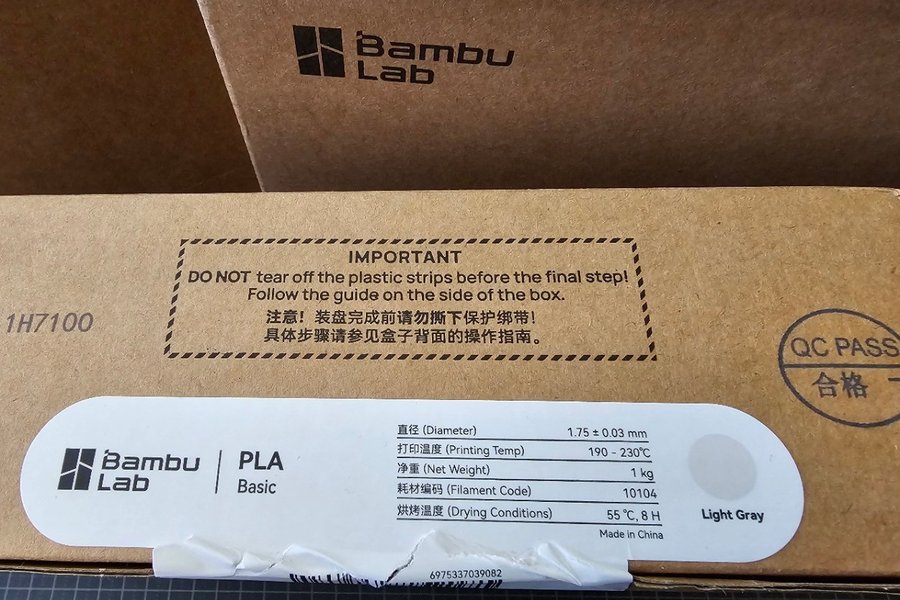 Bambu
Lab
IMPORTANT
DO NOT tear off the plastic strips before the final step!
Follow the guide on the side of the box.
注意！装盘完成前请勿撕下保护绑带！
具体步骤请参见盒子背面的操作指南。
1H7100
QC PASS
合格
Bambu
Lab
PLA
Basic
直径 (Diameter) 1.75 ± 0.03 mm
打印温度 (Printing Temp) 190 - 230℃
净重 (Net Weight) 1 kg
耗材编码 (Filament Code) 10104
烘烤温度 (Drying Conditions) 55 ℃, 8 H
Made in China
Light Gray
6975337039082